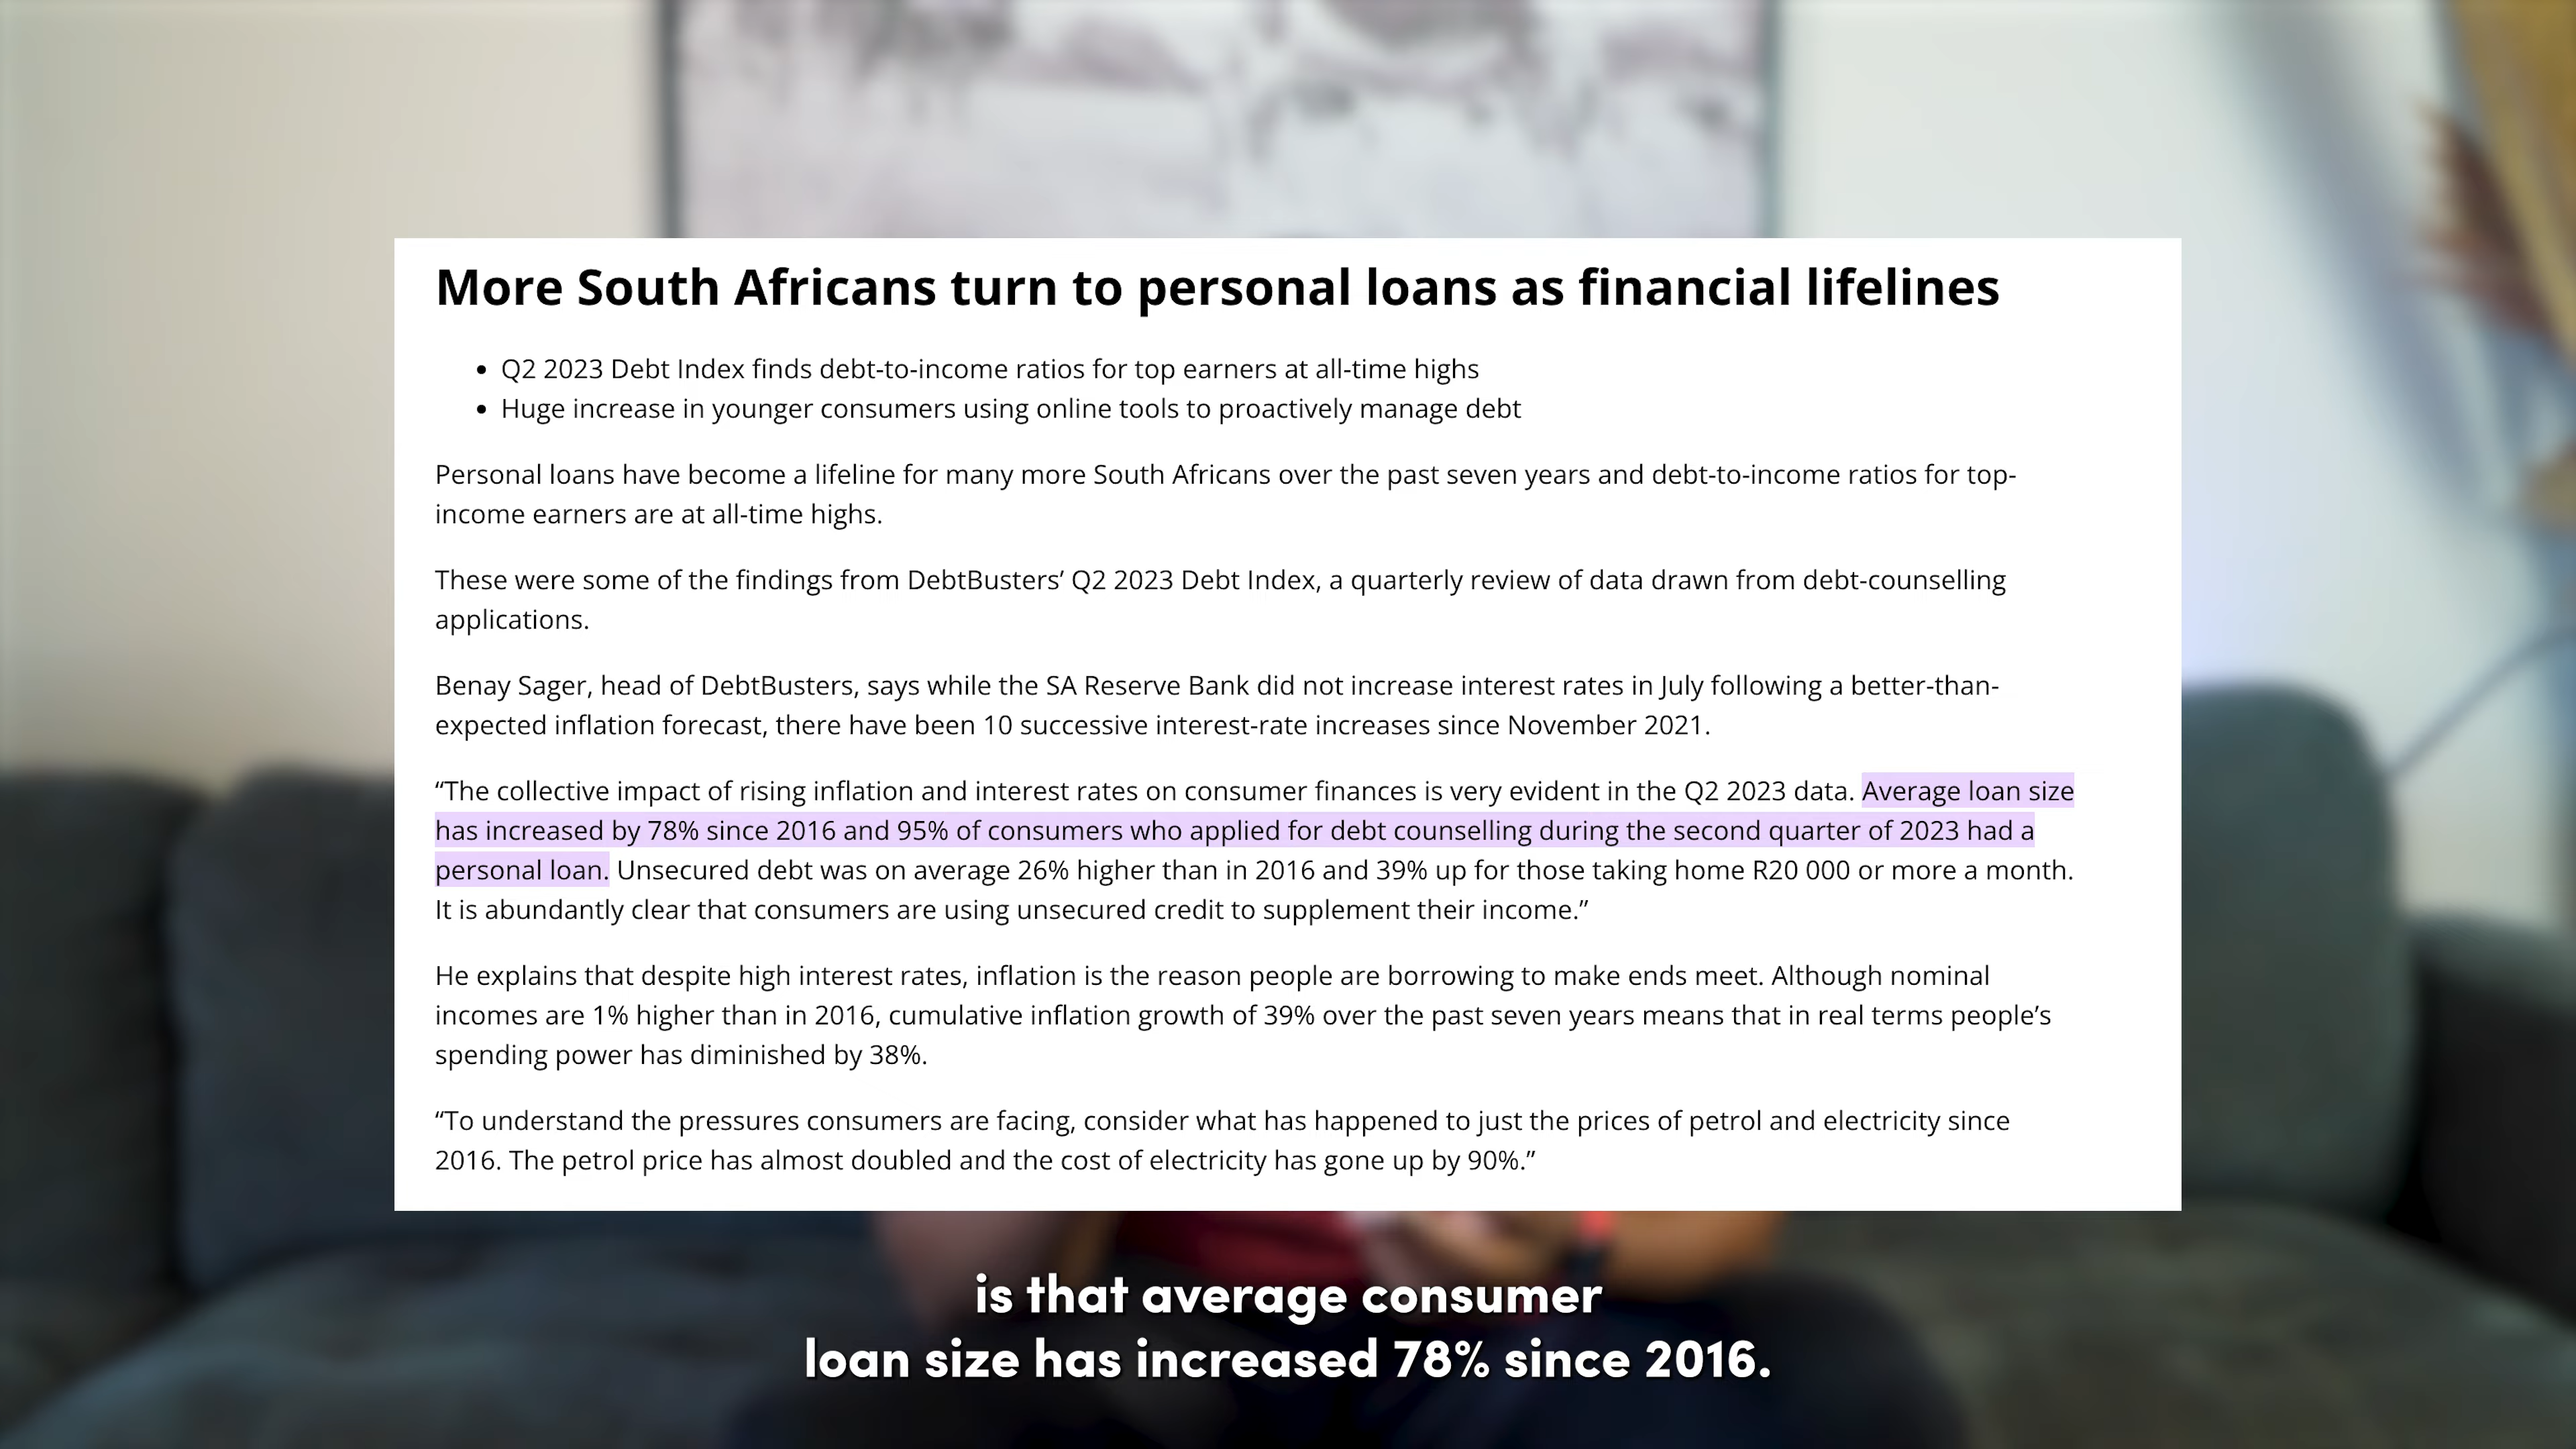 More South Africans turn to personal loans as financial lifelines
• Q2 2023 Debt Index finds debt-to-income ratios for top earners at all-time highs
• Huge increase in younger consumers using online tools to proactively manage debt
Personal loans have become a lifeline for many more South Africans over the past seven years and debt-to-income ratios for top-
income earners are at all-time highs.
These were some of the findings from DebtBusters’ Q2 2023 Debt Index, a quarterly review of data drawn from debt-counselling
applications.
Benay Sager, head of DebtBusters, says while the SA Reserve Bank did not increase interest rates in July following a better-than-
expected inflation forecast, there have been 10 successive interest-rate increases since November 2021.
“The collective impact of rising inflation and interest rates on consumer finances is very evident in the Q2 2023 data. Average loan size
has increased by 78% since 2016 and 95% of consumers who applied for debt counselling during the second quarter of 2023 had a
personal loan. Unsecured debt was on average 26% higher than in 2016 and 39% up for those taking home R20 000 or more a month.
It is abundantly clear that consumers are using unsecured credit to supplement their income.”
He explains that despite high interest rates, inflation is the reason people are borrowing to make ends meet. Although nominal
incomes are 1% higher than in 2016, cumulative inflation growth of 39% over the past seven years means that in real terms people’s
spending power has diminished by 38%.
“To understand the pressures consumers are facing, consider what has happened to just the prices of petrol and electricity since
2016. The petrol price has almost doubled and the cost of electricity has gone up by 90%.”
is that average consumer
loan size has increased 78% since 2016.